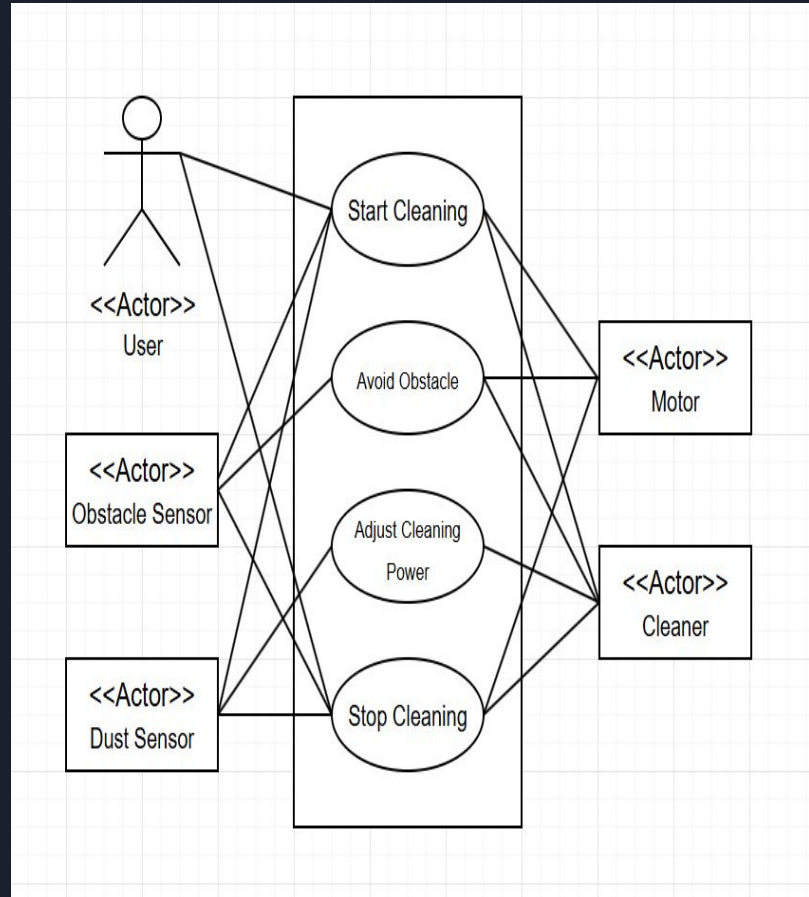 <<Actor>>
User
<<Actor>>
Obstacle Sensor
<<Actor>>
Dust Sensor
Start Cleaning
Avoid Obstacle
Adjust Cleaning
Power
Stop Cleaning
<<Actor>>
Motor
<<Actor>>
Cleaner